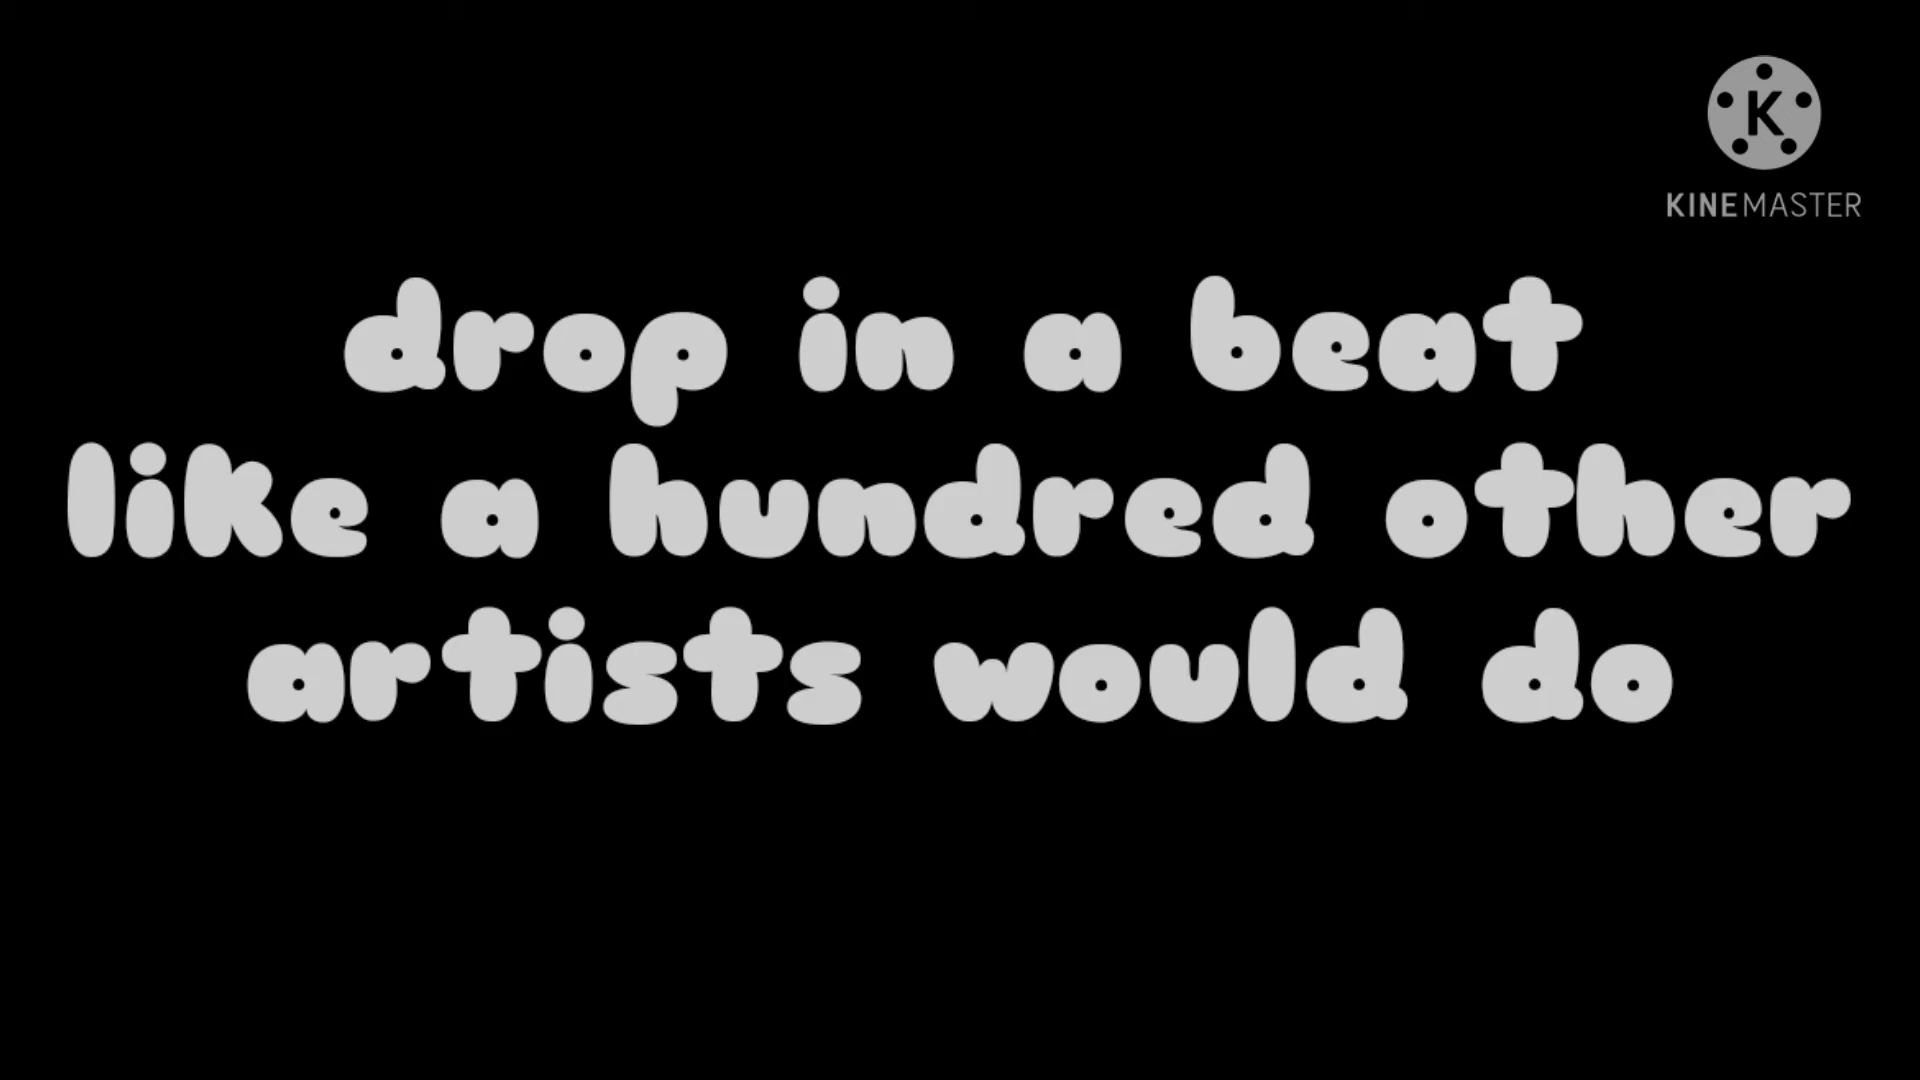 K
KINEMASTER
drop in a beat
like a hundred other
artists would do